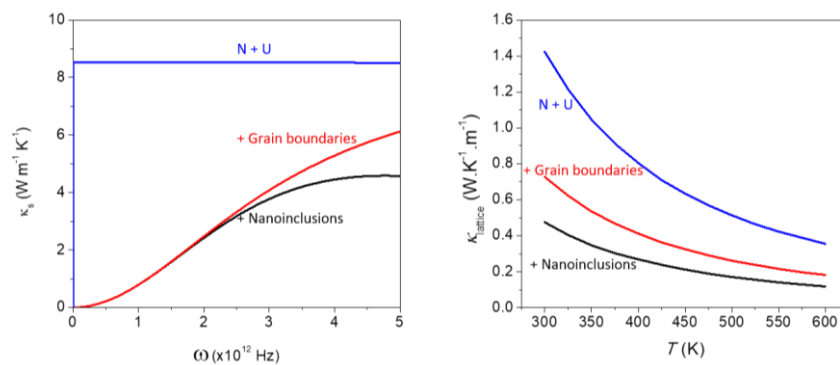 10
8
6
4
2
0
κs (W m-1 K-1)
N + U
+ Grain boundaries
+ Nanoinclusions
0 1 2 3 4 5
ω (x10^12 Hz)
1.6
1.4
1.2
1.0
0.8
0.6
0.4
0.2
0.0
κlattice (W.K-1.m-1)
N + U
+ Grain boundaries
+ Nanoinclusions
300 350 400 450 500 550 600
T (K)